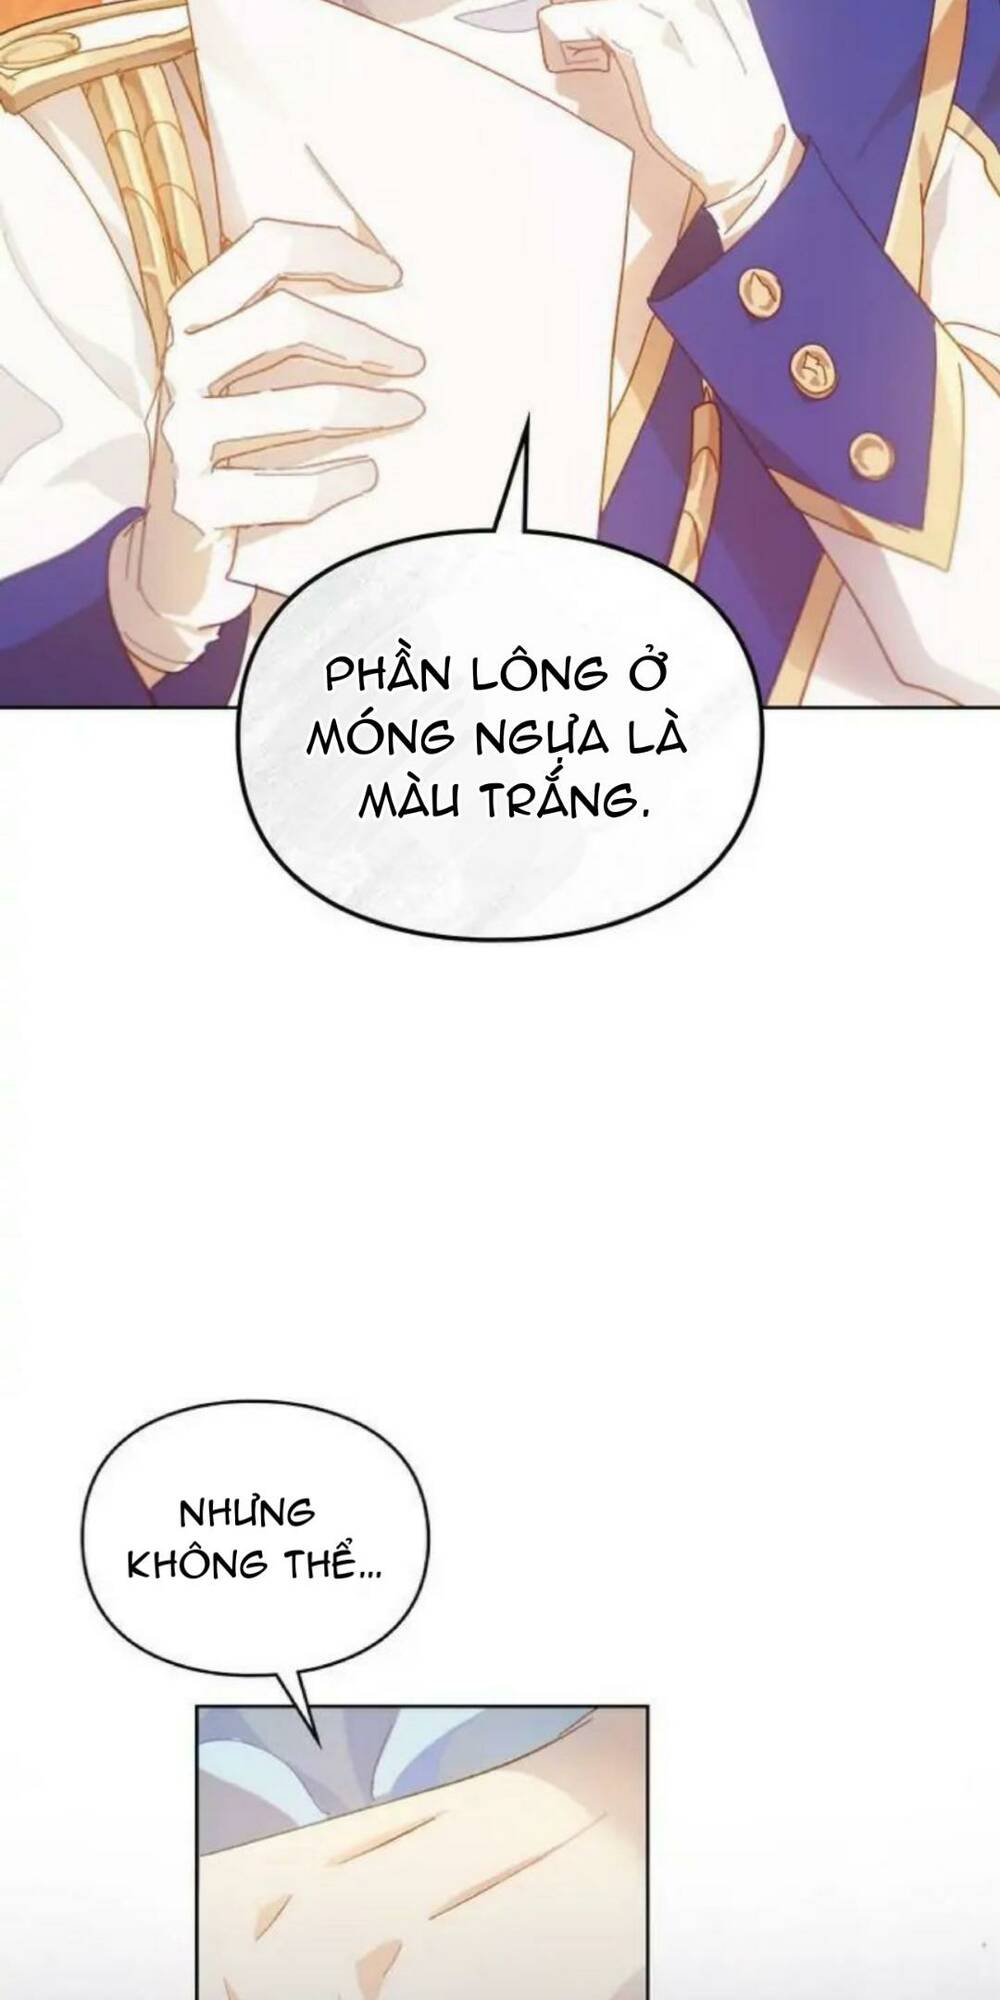 PHẦN LÔNG Ở
MÓNG NGỰA LÀ
MÀU TRẮNG.
NHƯNG
KHÔNG THỂ...